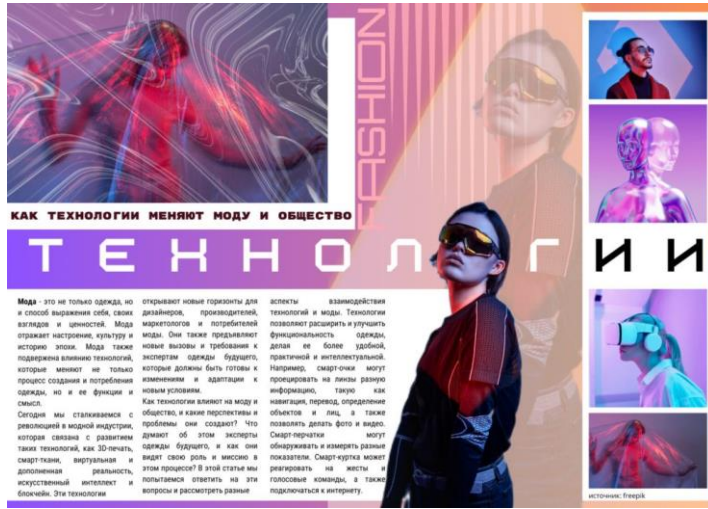 FASHION
КАК ТЕХНОЛОГИИ МЕНЯЮТ МОДУ И ОБЩЕСТВО
ТЕХНОЛОГИИ
Мода - это не только одежда, но
и способ выражения себя, своих
взглядов и ценностей. Мода
отражает настроение, культуру и
историю эпохи. Мода также
подвержена влиянию технологий,
которые меняют не только
процесс создания и потребления
одежды, но и ее функции и
смысл.
Сегодня мы сталкиваемся с
революцией в модной индустрии,
которая связана с развитием
таких технологий, как 3D-печать,
смарт-ткани, виртуальная и
дополненная реальность,
искусственный интеллект и
блокчейн. Эти технологии
открывают новые горизонты для
дизайнеров, производителей,
маркетологов и потребителей
моды. Они также предъявляют
новые вызовы и требования к
экспертам одежды будущего,
которые должны быть готовы к
изменениям и адаптации к
новым условиям.
Как технологии влияют на моду и
общество, и какие перспективы и
проблемы они создают? Что
думают об этом эксперты
одежды будущего, и как они
видят свою роль и миссию в
этом процессе? В этой статье мы
попытаемся ответить на эти
вопросы и рассмотреть разные
аспекты взаимодействия
технологий и моды. Технологии
позволяют расширить и улучшить
функциональность одежды,
делая ее более удобной,
практичной и интеллектуальной.
Например, смарт-очки могут
проецировать на линзы разную
информацию, такую как
навигация, перевод, определение
объектов и лиц, а также
позволять делать фото и видео.
Смарт-перчатки могут
обнаруживать и измерять разные
показатели. Смарт-куртка может
реагировать на жесты и
голосовые команды, а также
подключаться к интернету.
источник: freepik